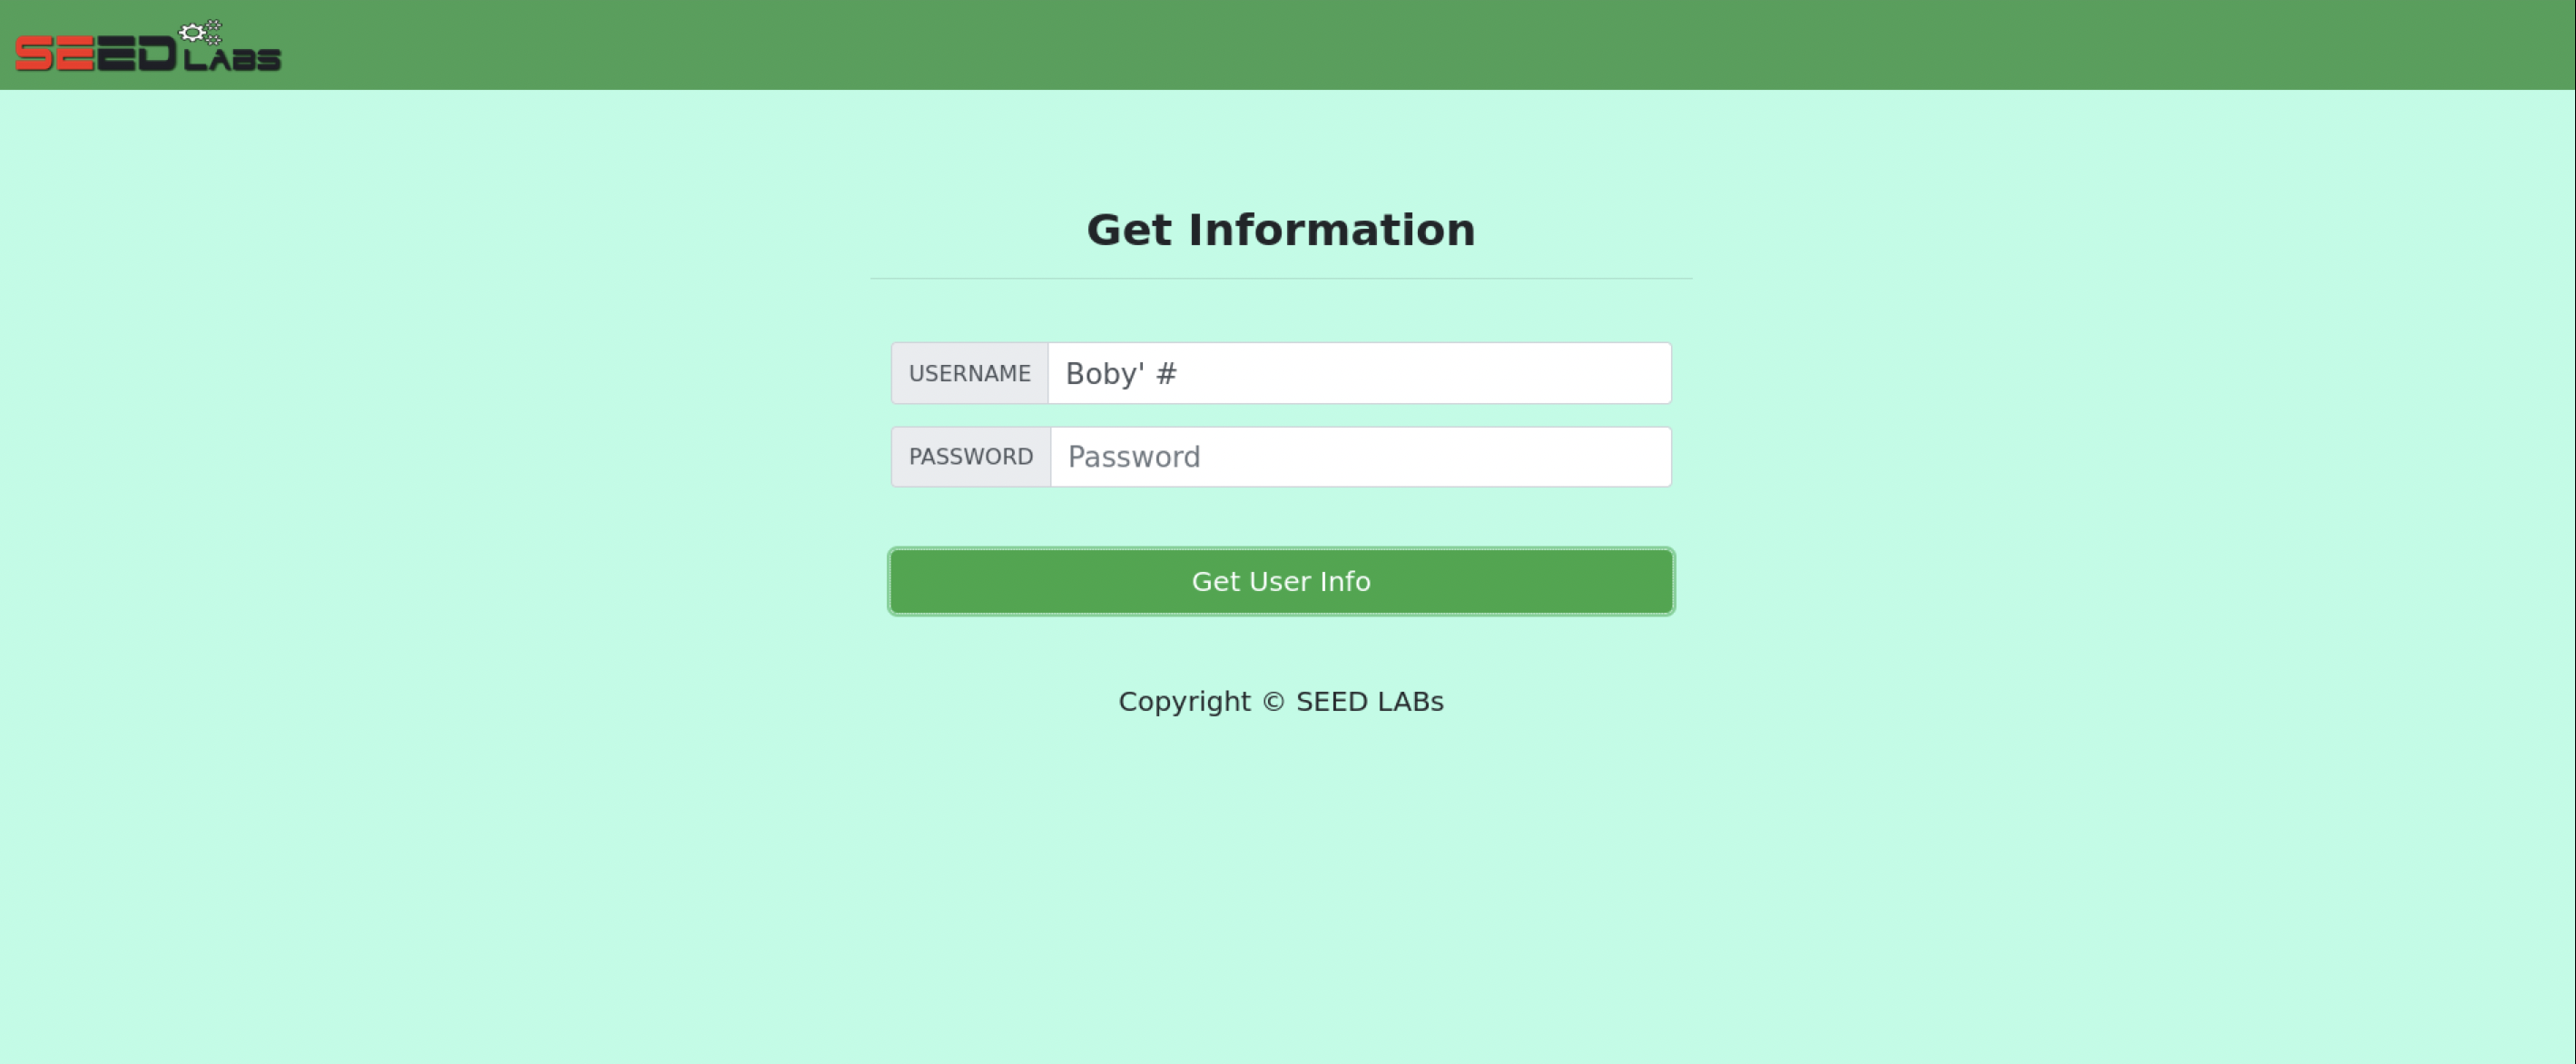 SEED LABS
Get Information
USERNAME Boby' #
PASSWORD Password
Get User Info
Copyright © SEED LABs